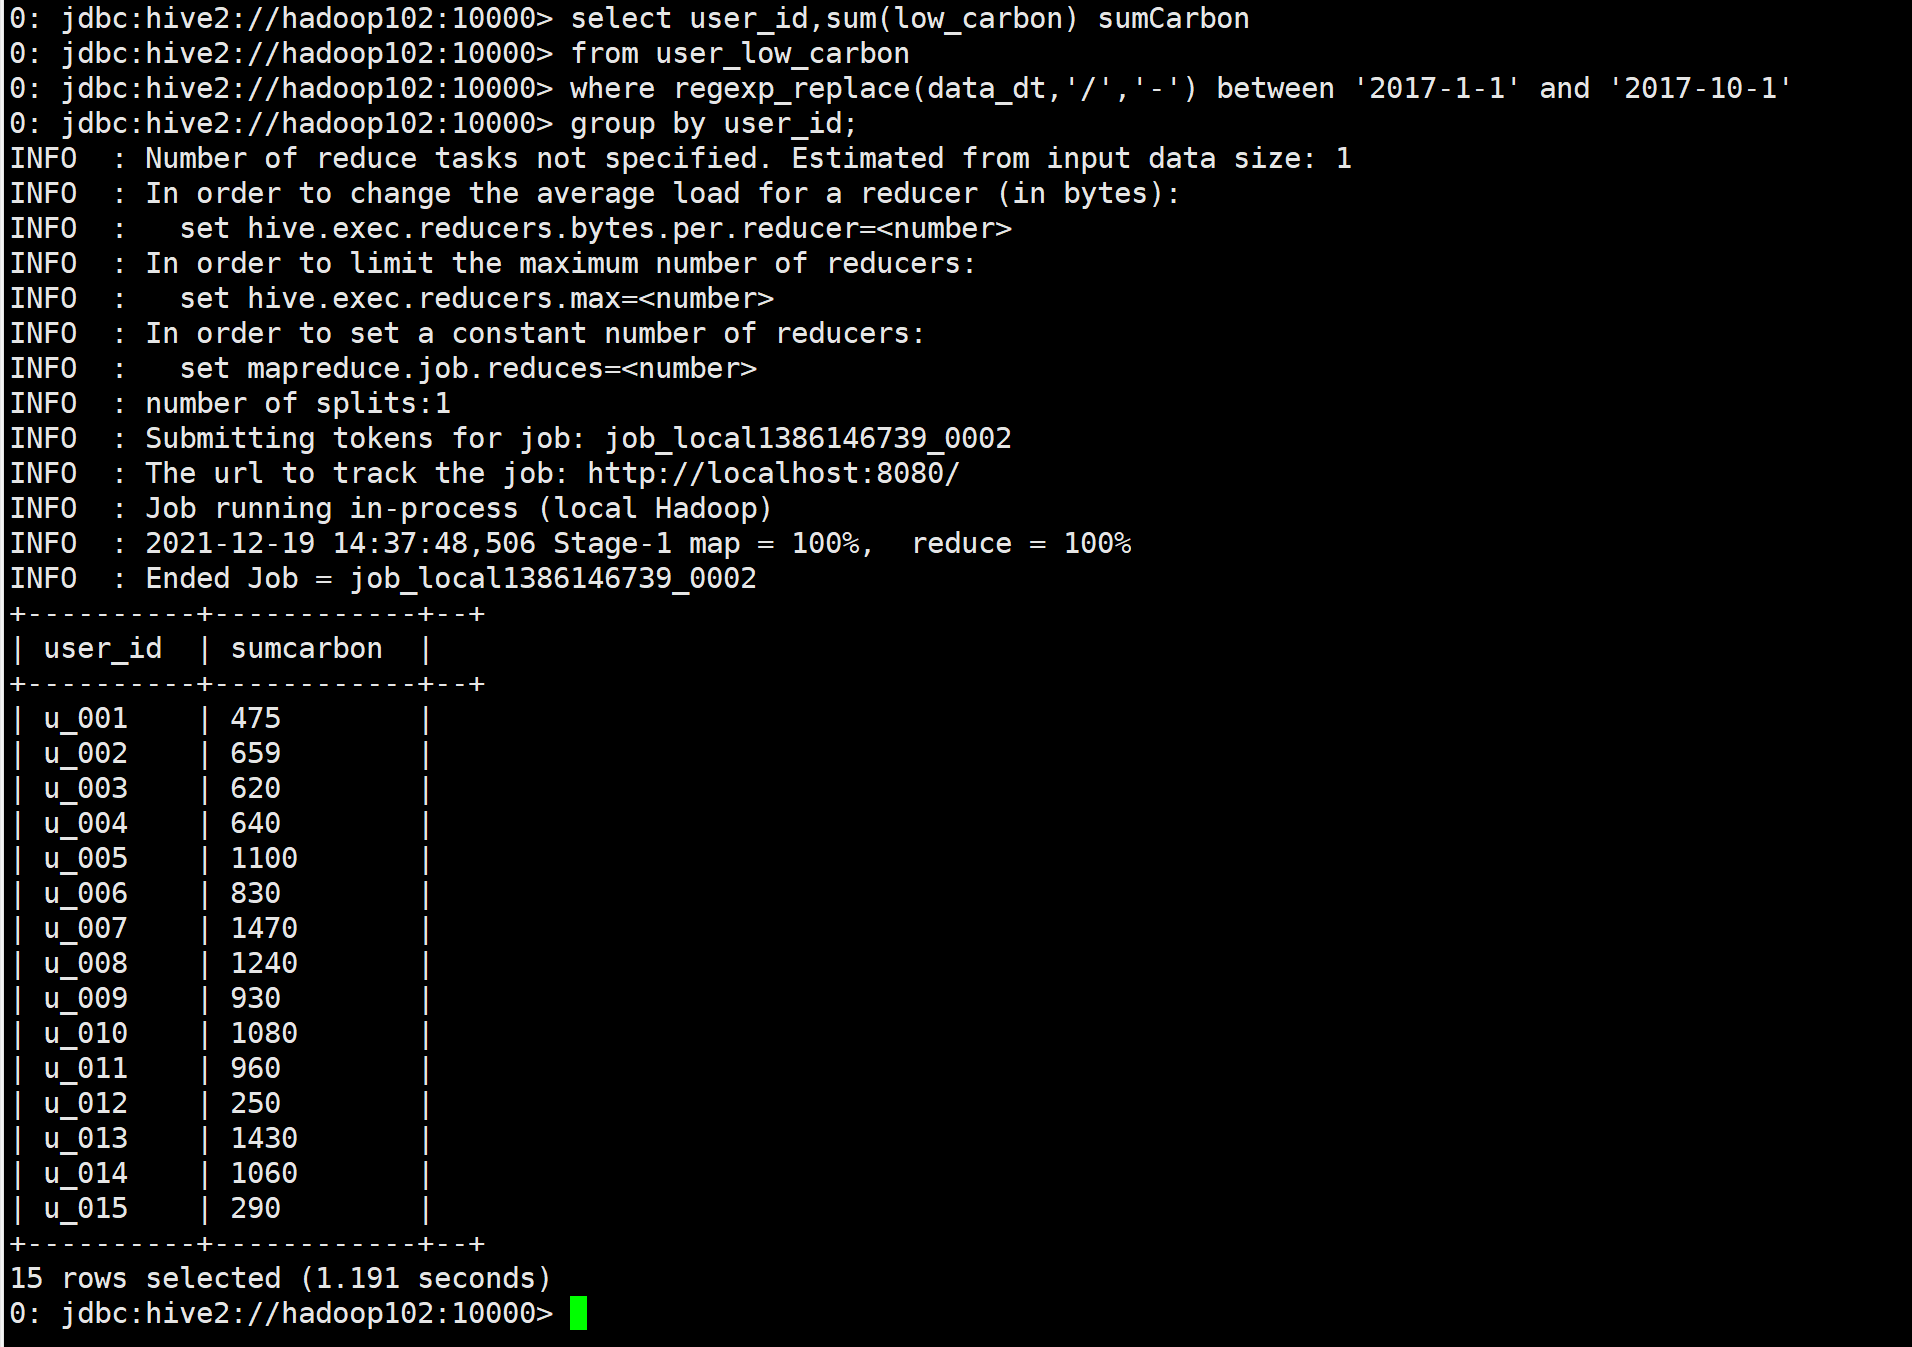 0: jdbc:hive2://hadoop102:10000> select user_id,sum(low_carbon) sumCarbon
0: jdbc:hive2://hadoop102:10000> from user_low_carbon
0: jdbc:hive2://hadoop102:10000> where regexp_replace(data_dt,'/','-') between '2017-1-1' and '2017-10-1'
0: jdbc:hive2://hadoop102:10000> group by user_id;
INFO  : Number of reduce tasks not specified. Estimated from input data size: 1
INFO  : In order to change the average load for a reducer (in bytes):
INFO  :   set hive.exec.reducers.bytes.per.reducer=<number>
INFO  : In order to limit the maximum number of reducers:
INFO  :   set hive.exec.reducers.max=<number>
INFO  : In order to set a constant number of reducers:
INFO  :   set mapreduce.job.reduces=<number>
INFO  : number of splits:1
INFO  : Submitting tokens for job: job_local1386146739_0002
INFO  : The url to track the job: http://localhost:8080/
INFO  : Job running in-process (local Hadoop)
INFO  : 2021-12-19 14:37:48,506 Stage-1 map = 100%,  reduce = 100%
INFO  : Ended Job = job_local1386146739_0002
+----------+------------+--+
| user_id  | sumcarbon  |
+----------+------------+--+
| u_001    | 475        |
| u_002    | 659        |
| u_003    | 620        |
| u_004    | 640        |
| u_005    | 1100       |
| u_006    | 830        |
| u_007    | 1470       |
| u_008    | 1240       |
| u_009    | 930        |
| u_010    | 1080       |
| u_011    | 960        |
| u_012    | 250        |
| u_013    | 1430       |
| u_014    | 1060       |
| u_015    | 290        |
+----------+------------+--+
15 rows selected (1.191 seconds)
0: jdbc:hive2://hadoop102:10000>